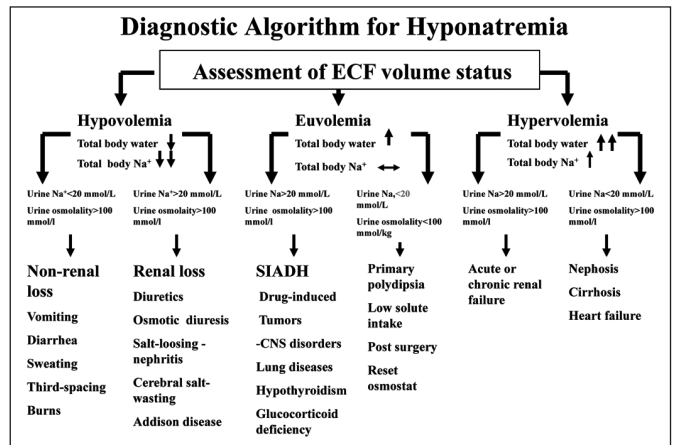 Diagnostic Algorithm for Hyponatremia
Assessment of ECF volume status
Hypovolemia
Total body water
Total body Na⁺
Urine Na⁺<20 mmol/L
Urine osmolality>100
mmol/l
Non-renal
loss
Vomiting
Diarrhea
Sweating
Third-spacing
Burns
Urine Na⁺>20 mmol/L
Urine osmolaity>100
mmol/l
Renal loss
Diuretics
Osmotic diuresis
Salt-loosing -
nephritis
Cerebral salt-
wasting
Addison disease
Euvolemia
Total body water
Total body Na⁺
Urine Na>20 mmol/L
Urine osmolality>100
mmol/l
SIADH
Drug-induced
Tumors
-CNS disorders
Lung diseases
Hypothyroidism
Glucocorticoid
deficiency
Urine Na,<20
mmol/L
Urine osmolality<100
mmol/kg
Primary
polydipsia
Low solute
intake
Post surgery
Reset
osmostat
Hypervolemia
Total body water
Total body Na⁺
Urine Na>20 mmol/L
Urine osmolality>100
mmol/l
Acute or
chronic renal
failure
Urine Na<20 mmol/L
Urine osmolality>100
mmol/l
Nephosis
Cirrhosis
Heart failure